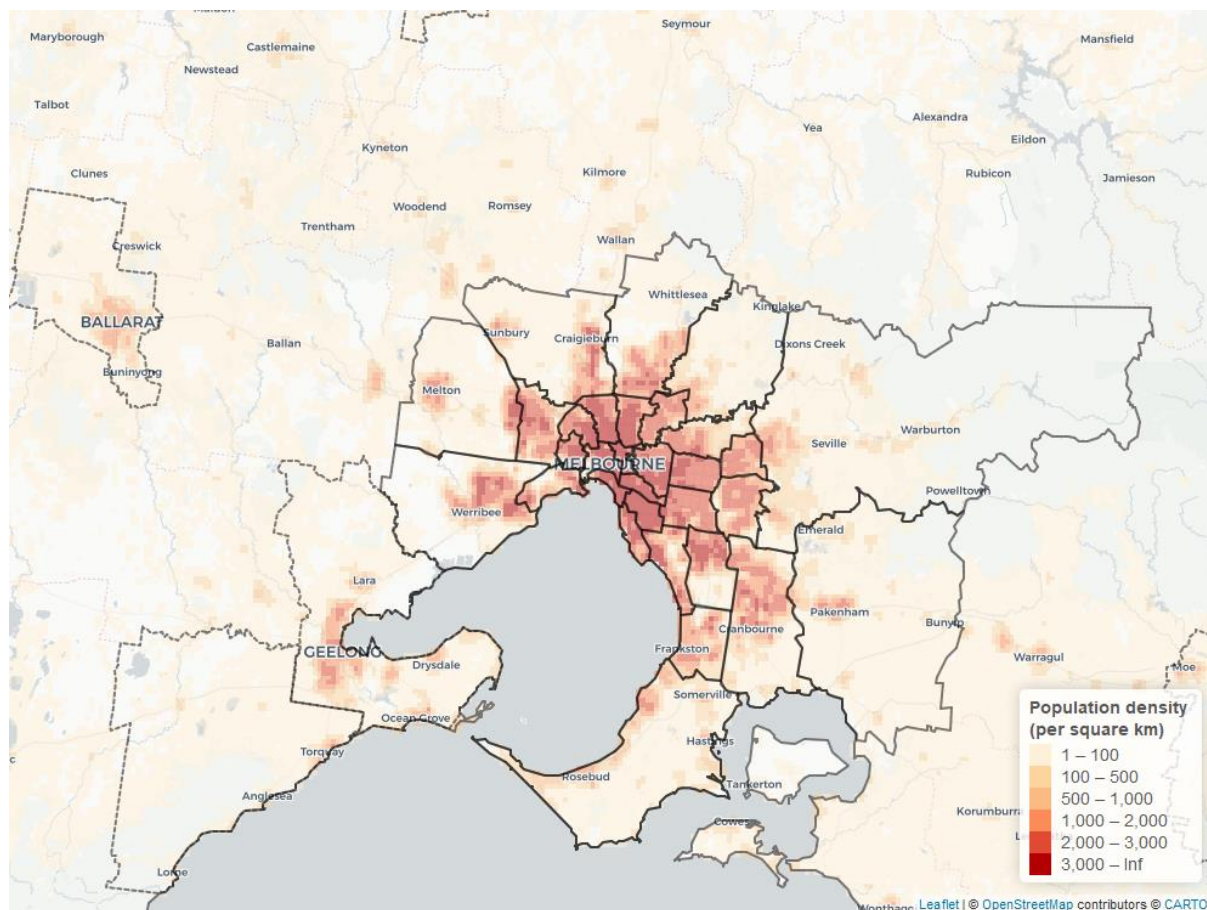 Maldon
Seymour
Maryborough
Castlemaine
Mansfield
Newstead
Talbot
Alexandra
Yea
Eildon
Kyneton
Clunes
Kilmore
Rubicon
Jamieson
Woodend
Romsey
Trentham
Creswick
Wallan
Whittlesea
Kinglake
BALLARAT
Sunbury
Craigieburn
Ballan
Dixons Creek
Buninyong
Melton
Warburton
Seville
MELBOURNE
Powelltown
Werribee
Emerald
Lara
Pakenham
Bunyip
Cranbourne
GEELONG
Frankston
Drysdale
Warragul
Moe
Somerville
Ocean Grove
Hastings
Torquay
Rosebud
Tankerton
Anglesea
Korumburra
Cowes
Lorne
Population density
(per square km)
1 – 100
100 – 500
500 – 1,000
1,000 – 2,000
2,000 – 3,000
3,000 – Inf
Leaflet | © OpenStreetMap contributors © CARTO